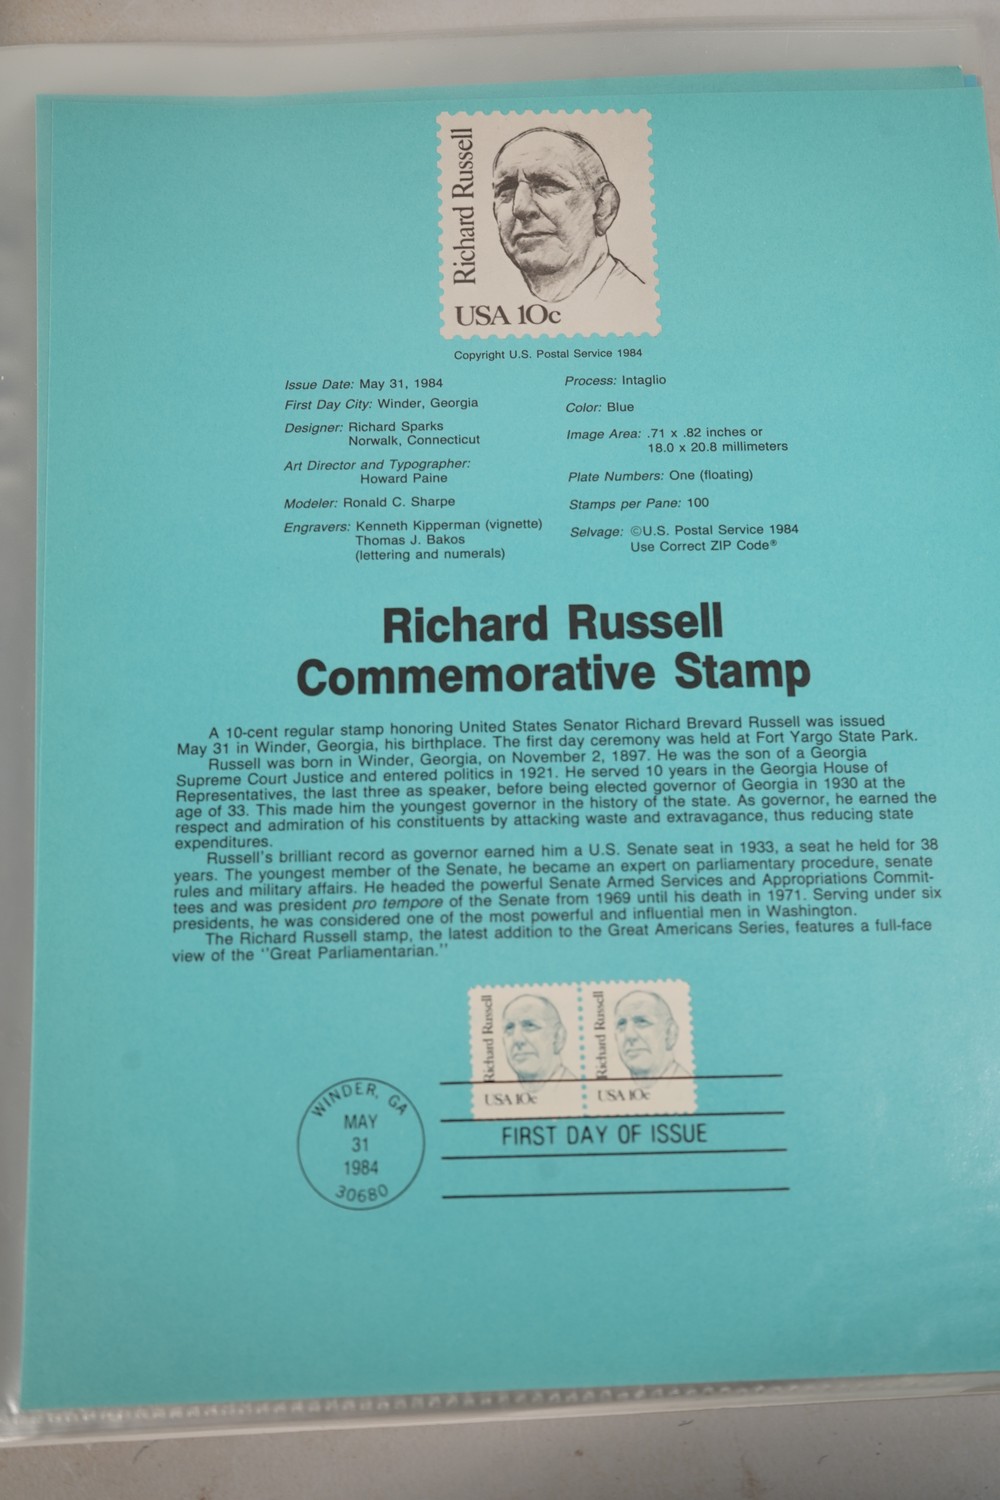 Richard Russell
USA 10c
Copyright U.S. Postal Service 1984
Issue Date: May 31, 1984
First Day City: Winder, Georgia
Designer: Richard Sparks
Norwalk, Connecticut
Art Director and Typographer:
Howard Paine
Modeler: Ronald C. Sharpe
Engravers: Kenneth Kipperman (vignette)
Thomas J. Bakos
(lettering and numerals)
Process: Intaglio
Color: Blue
Image Area: .71 x .82 inches or
18.0 x 20.8 millimeters
Plate Numbers: One (floating)
Stamps per Pane: 100
Selvage: ©U.S. Postal Service 1984
Use Correct ZIP Code®
Richard Russell
Commemorative Stamp
A 10-cent regular stamp honoring United States Senator Richard Brevard Russell was issued
May 31 in Winder, Georgia, his birthplace. The first day ceremony was held at Fort Yargo State Park.
Russell was born in Winder, Georgia, on November 2, 1897. He was the son of a Georgia
Supreme Court Justice and entered politics in 1921. He served 10 years in the Georgia House of
Representatives, the last three as speaker, before being elected governor of Georgia in 1930 at the
age of 33. This made him the youngest governor in the history of the state. As governor, he earned the
respect and admiration of his constituents by attacking waste and extravagance, thus reducing state
expenditures.
Russell's brilliant record as governor earned him a U.S. Senate seat in 1933, a seat he held for 38
years. The youngest member of the Senate, he became an expert on parliamentary procedure, senate
rules and military affairs. He headed the powerful Senate Armed Services and Appropriations Commit-
tees and was president pro tempore of the Senate from 1969 until his death in 1971. Serving under six
presidents, he was considered one of the most powerful and influential men in Washington.
The Richard Russell stamp, the latest addition to the Great Americans Series, features a full-face
view of the "Great Parliamentarian."
Richard Russell
USA 10c
Richard Russell
USA 10c
WINDER, GA
MAY
31
1984
30680
FIRST DAY OF ISSUE